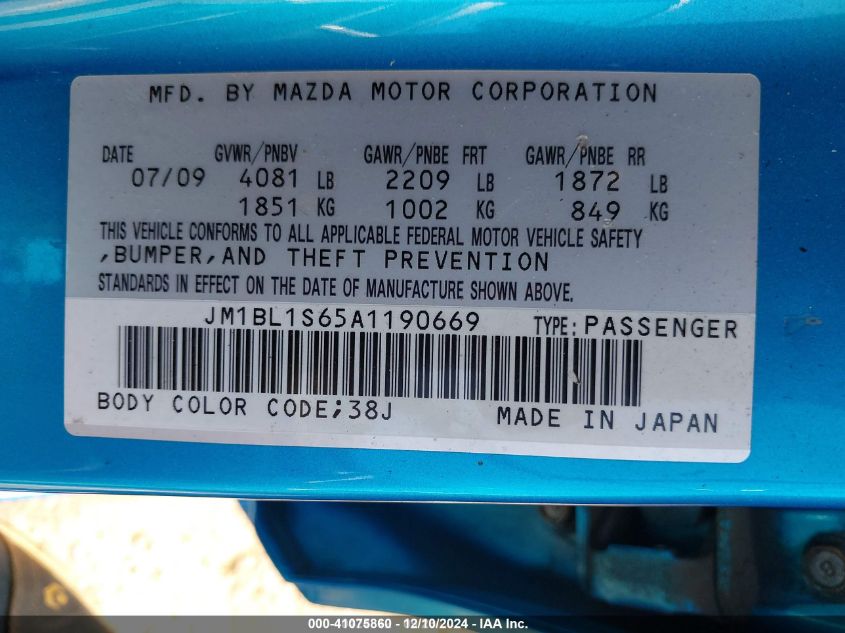 MFD. BY MAZDA MOTOR CORPORATION
DATE GVWR/PNBV GAWR/PNBE FRT GAWR/PNBE RR
07/09 4081 LB 2209 LB 1872 LB
1851 KG 1002 KG 849 KG
THIS VEHICLE CONFORMS TO ALL APPLICABLE FEDERAL MOTOR VEHICLE SAFETY
,BUMPER,AND THEFT PREVENTION
STANDARDS IN EFFECT ON THE DATE OF MANUFACTURE SHOWN ABOVE.
JM1BL1S65A1190669 TYPE:PASSENGER
BODY COLOR CODE;38J MADE IN JAPAN
000-41075860 - 12/10/2024 - IAA Inc.